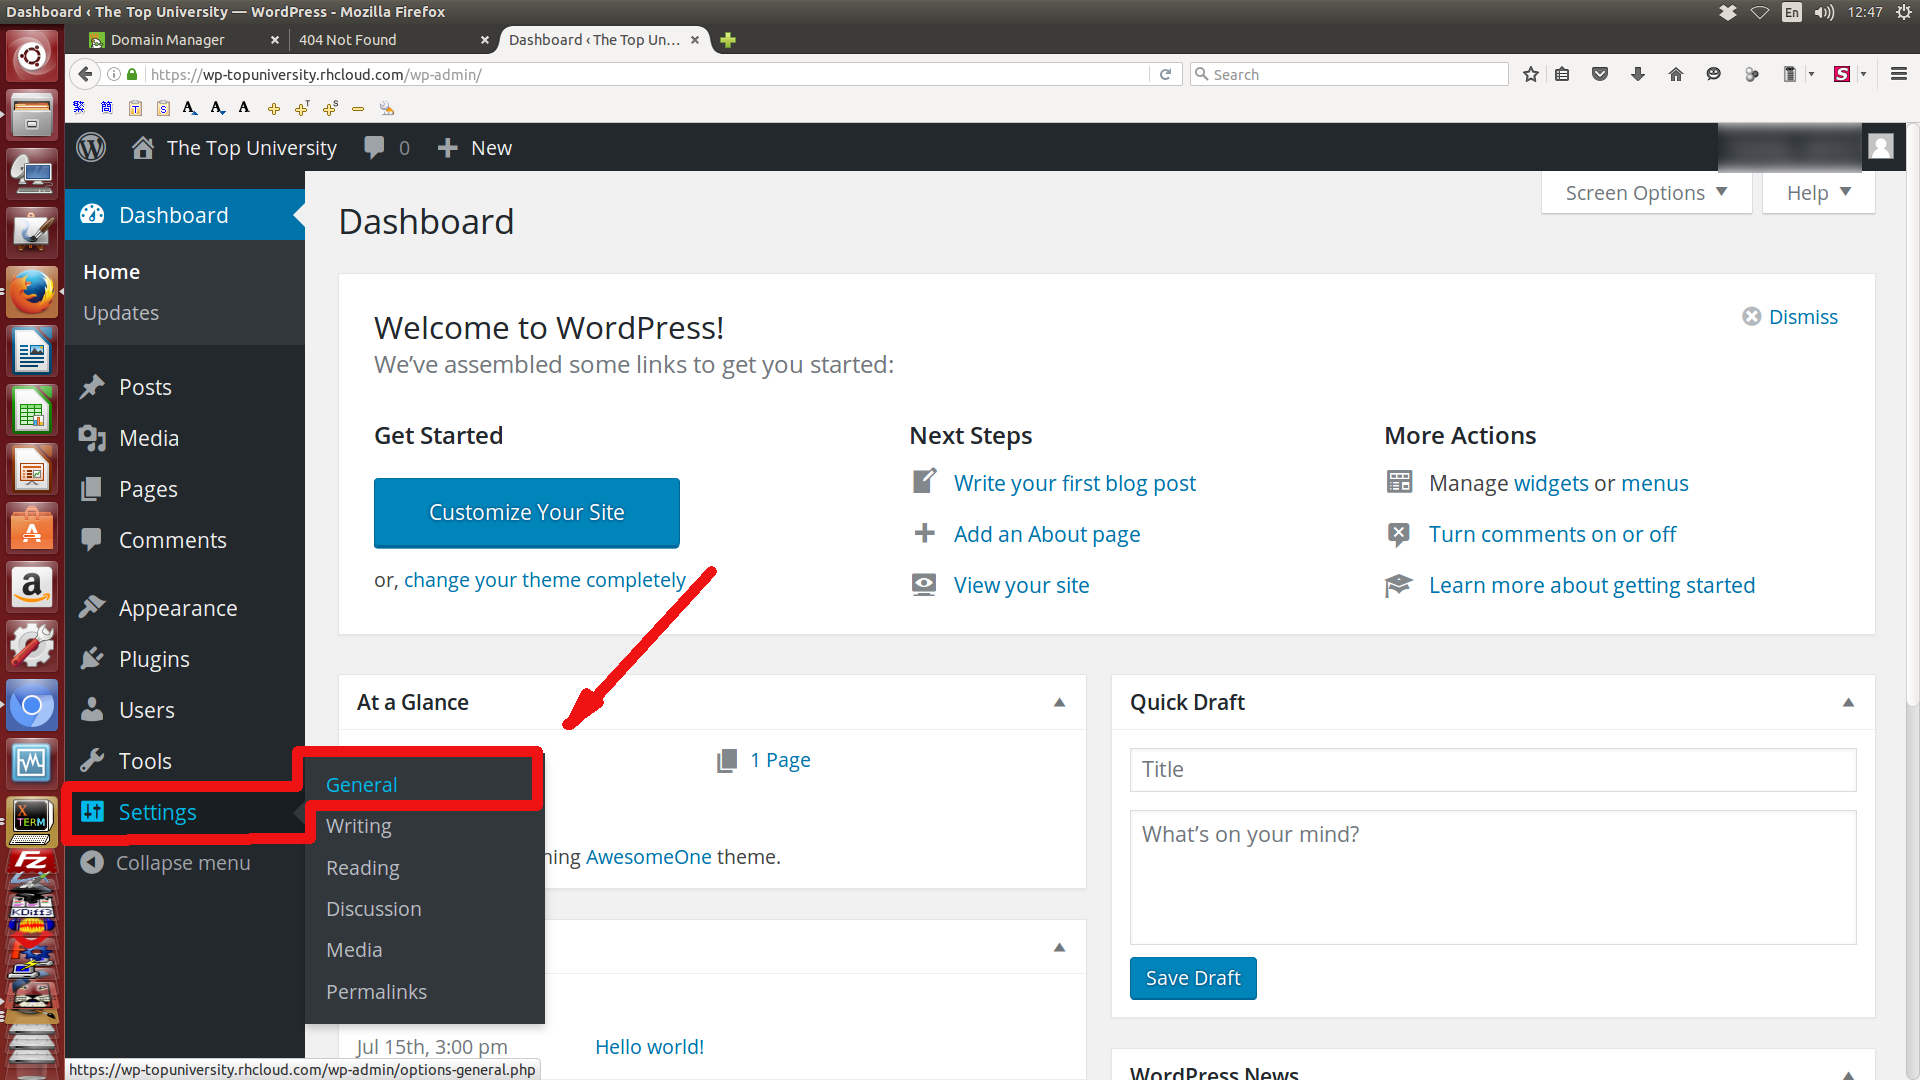 Dashboard ‹ The Top University — WordPress - Mozilla Firefox
En
12:47
Domain Manager
404 Not Found
Dashboard ‹ The Top Un...
https://wp-topuniversity.rhcloud.com/wp-admin/
Search
The Top University
0
New
Screen Options
Help
Dashboard
Home
Updates
Posts
Media
Pages
Comments
Appearance
Plugins
Users
Tools
Settings
Collapse menu
General
Writing
Reading
Discussion
Media
Permalinks
Dashboard
Welcome to WordPress!
We’ve assembled some links to get you started:
Dismiss
Get Started
Customize Your Site
or, change your theme completely
Next Steps
Write your first blog post
Add an About page
View your site
More Actions
Manage widgets or menus
Turn comments on or off
Learn more about getting started
At a Glance
1 Page
AwesomeOne theme.
Jul 15th, 3:00 pm
Hello world!
Quick Draft
Title
What’s on your mind?
Save Draft
WordPress News
X
TERM
FZ
KDiff3
https://wp-topuniversity.rhcloud.com/wp-admin/options-general.php